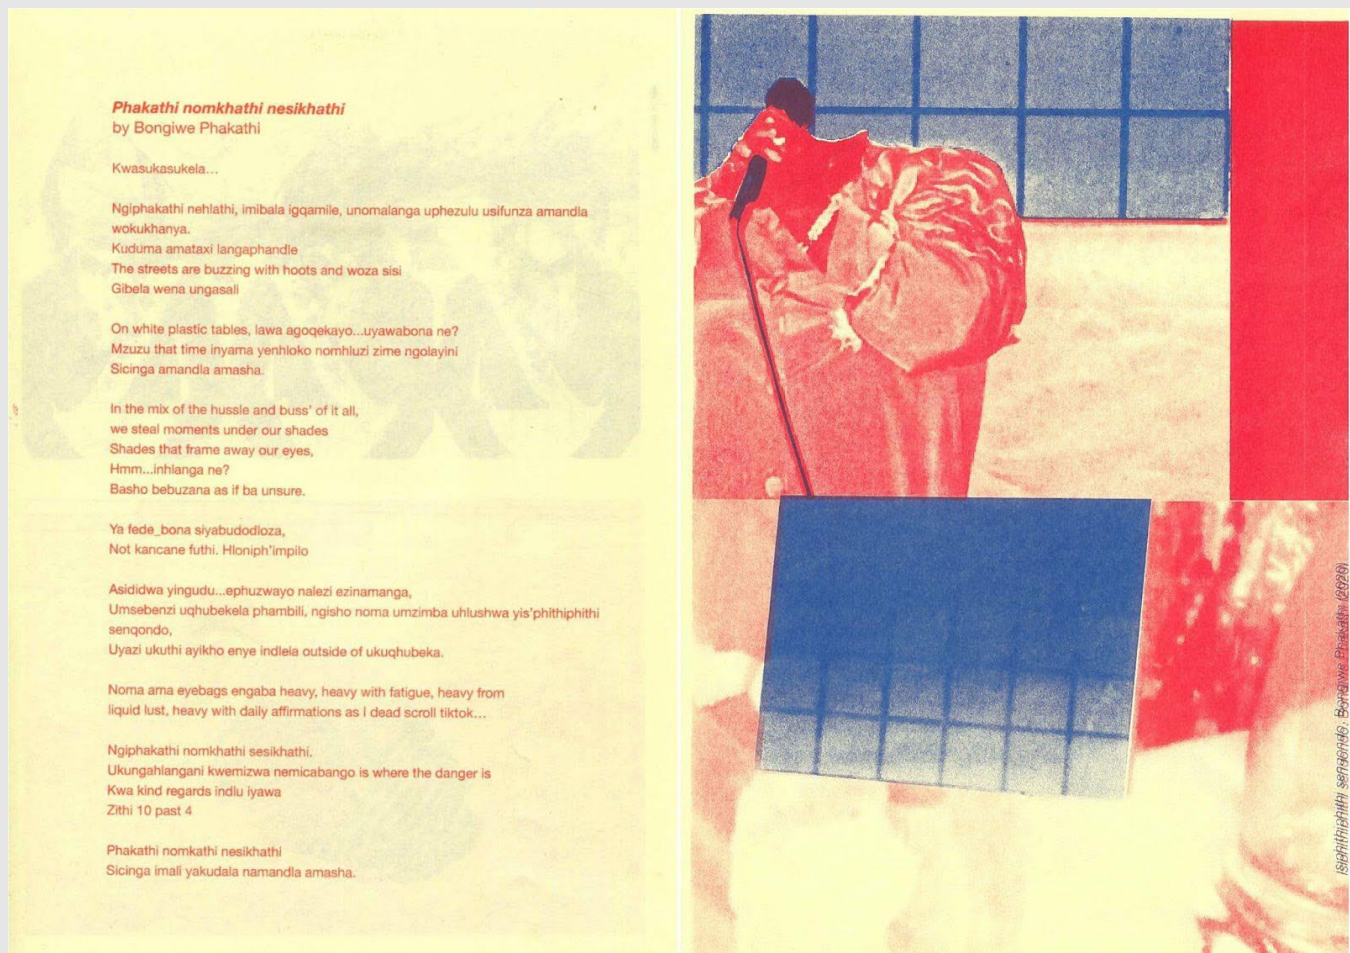 Phakathi nomkhathi nesikhathi
by Bongiwe Phakathi
Kwasukasukela...
Ngiphakathi nehlathi, imibala igqamile, unomalanga uphezulu usifunza amandla
wokukhanya.
Kuduma amataxi langaphandle
The streets are buzzing with hoots and woza sisi
Gibela wena ungasali
On white plastic tables, lawa agoqekayo...uyawabona ne?
Mzuzu that time inyama yenhloko nomhluzi zime ngolayini
Sicinga amandla amasha.
In the mix of the hussle and buss' of it all,
we steal moments under our shades
Shades that frame away our eyes,
Hmm...inhlanga ne?
Basho bebuzana as if ba unsure.
Ya fede_bona siyabudodloza,
Not kancane futhi. Hloniph'impilo
Asididwa yingudu...ephuzwayo nalezi ezinamanga,
Umsebenzi uqhubekela phambili, ngisho noma umzimba uhlushwa yis'phithiphithi
senqondo,
Uyazi ukuthi ayikho enye indlela outside of ukuqhubeka.
Noma ama eyebags engaba heavy, heavy with fatigue, heavy from
liquid lust, heavy with daily affirmations as I dead scroll tiktok...
Ngiphakathi nomkhathi sesikhathi.
Ukungahlangani kwemizwa nemicabango is where the danger is
Kwa kind regards indlu iyawa
Zithi 10 past 4
Phakathi nomkathi nesikhathi
Sicinga imali yakudala namandla amasha.
Isiphithiphithi senqondo, Bongiwe Phakathi (2020)